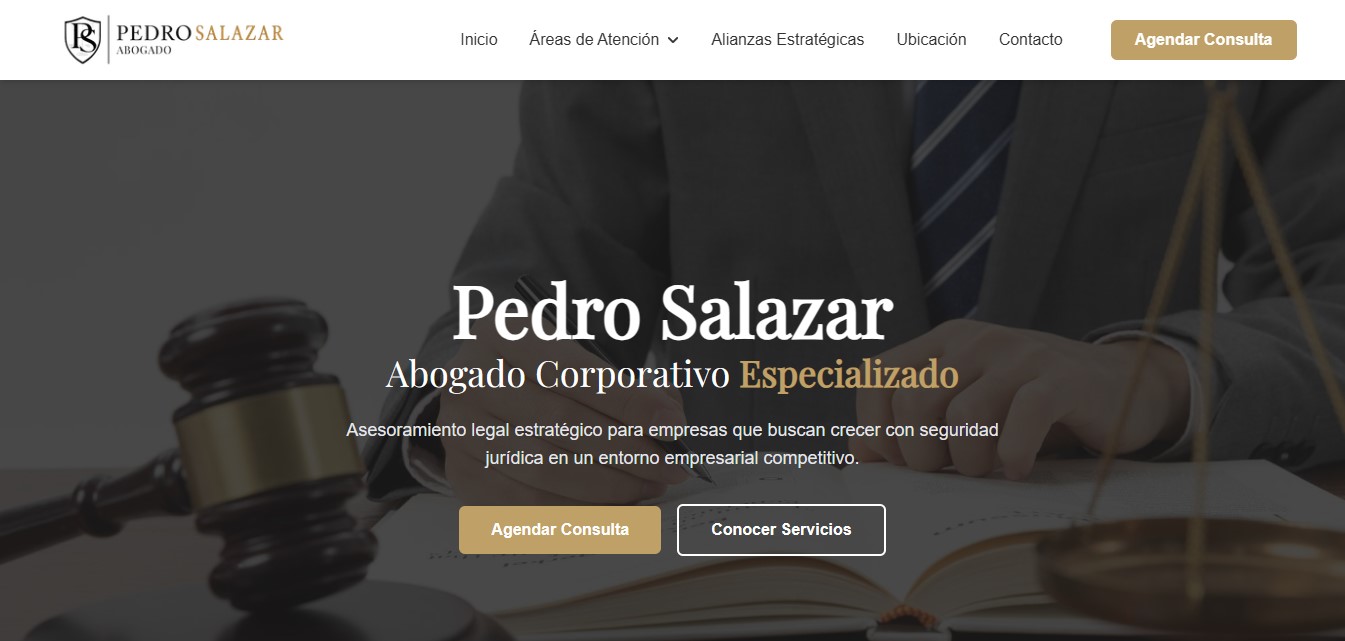 PS
PEDRO SALAZAR
ABOGADO
Inicio
Áreas de Atención
Alianzas Estratégicas
Ubicación
Contacto
Agendar Consulta
Pedro Salazar
Abogado Corporativo Especializado
Asesoramiento legal estratégico para empresas que buscan crecer con seguridad
jurídica en un entorno empresarial competitivo.
Agendar Consulta
Conocer Servicios